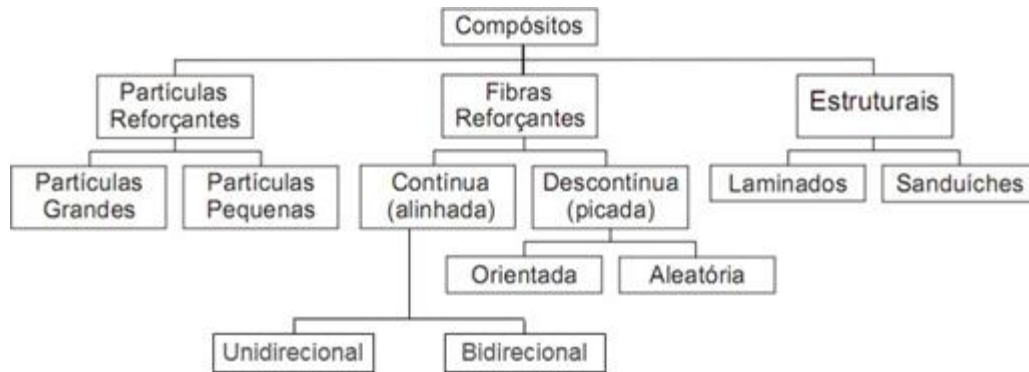 Compósitos
Partículas
Reforçantes
Fibras
Reforçantes
Estruturais
Partículas
Grandes
Partículas
Pequenas
Contínua
(alinhada)
Descontínua
(picada)
Laminados
Sanduíches
Orientada
Aleatória
Unidirecional
Bidirecional